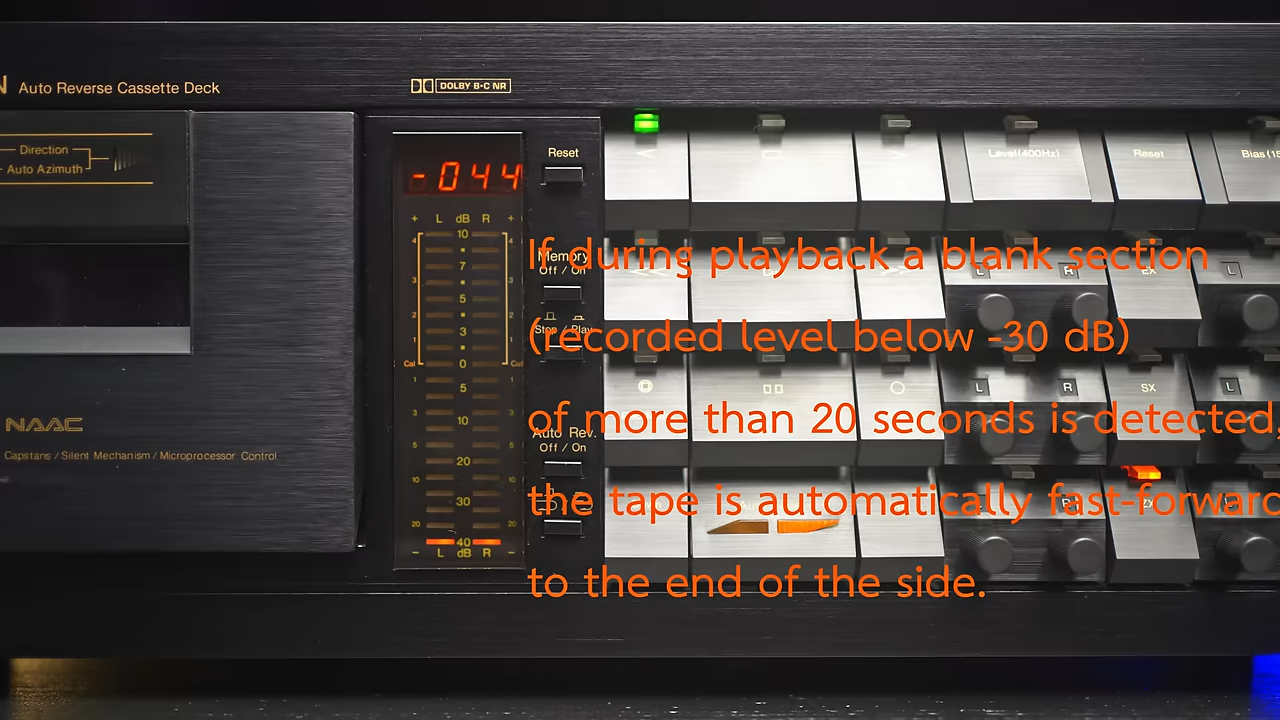 Auto Reverse Cassette Deck
DOLBY B·C NR
Direction
Auto Azimuth
-044
Reset
+ L dB R +
10
7
5
3
0
5
10
20
30
40
- L dB R -
Memory
Off / On
Stop / Play
Auto Rev.
Off / On
Level(400Hz)
Reset
L R EX L
L R SX L
NAAC
Capstans / Silent Mechanism / Microprocessor Control
If during playback a blank section
(recorded level below -30 dB)
of more than 20 seconds is detected,
the tape is automatically fast-forward
to the end of the side.